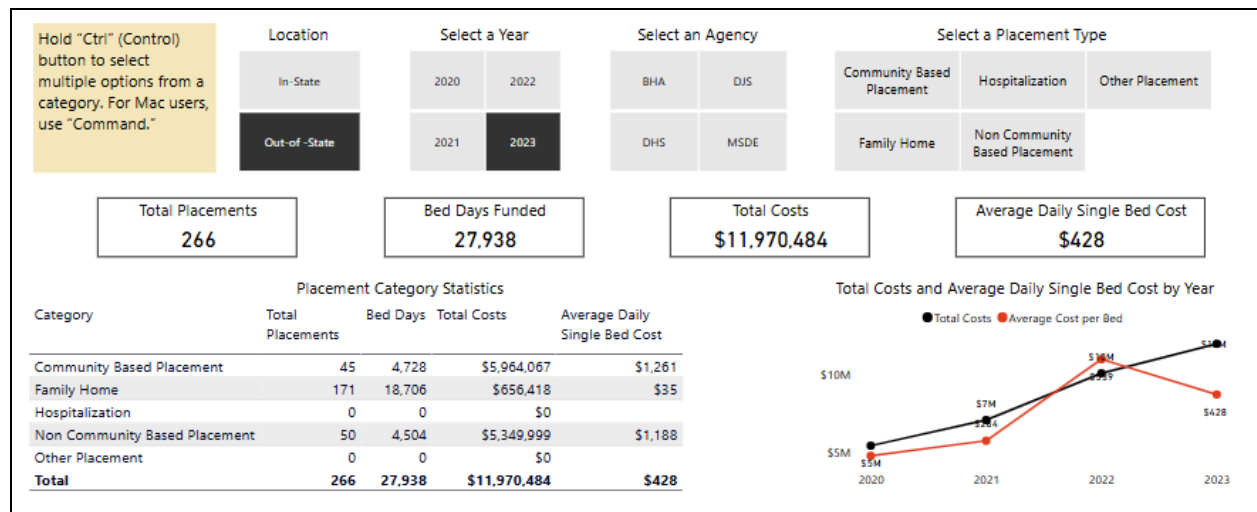 Hold "Ctrl" (Control)
button to select
multiple options from a
category. For Mac users,
use "Command."
Location
In-State
Out-of -State
Select a Year
2020 2022
2021 2023
Select an Agency
BHA DJS
DHS MSDE
Select a Placement Type
Community Based
Placement
Hospitalization
Other Placement
Family Home
Non Community
Based Placement
Total Placements
266
Bed Days Funded
27,938
Total Costs
$11,970,484
Average Daily Single Bed Cost
$428
Placement Category Statistics
Category Total Placements Bed Days Total Costs Average Daily Single Bed Cost
Community Based Placement 45 4,728 $5,964,067 $1,261
Family Home 171 18,706 $656,418 $35
Hospitalization 0 0 $0
Non Community Based Placement 50 4,504 $5,349,999 $1,188
Other Placement 0 0 $0
Total 266 27,938 $11,970,484 $428
Total Costs and Average Daily Single Bed Cost by Year
Total Costs Average Cost per Bed
$10M
$7M
$428
$5M
$5M
2020 2021 2022 2023